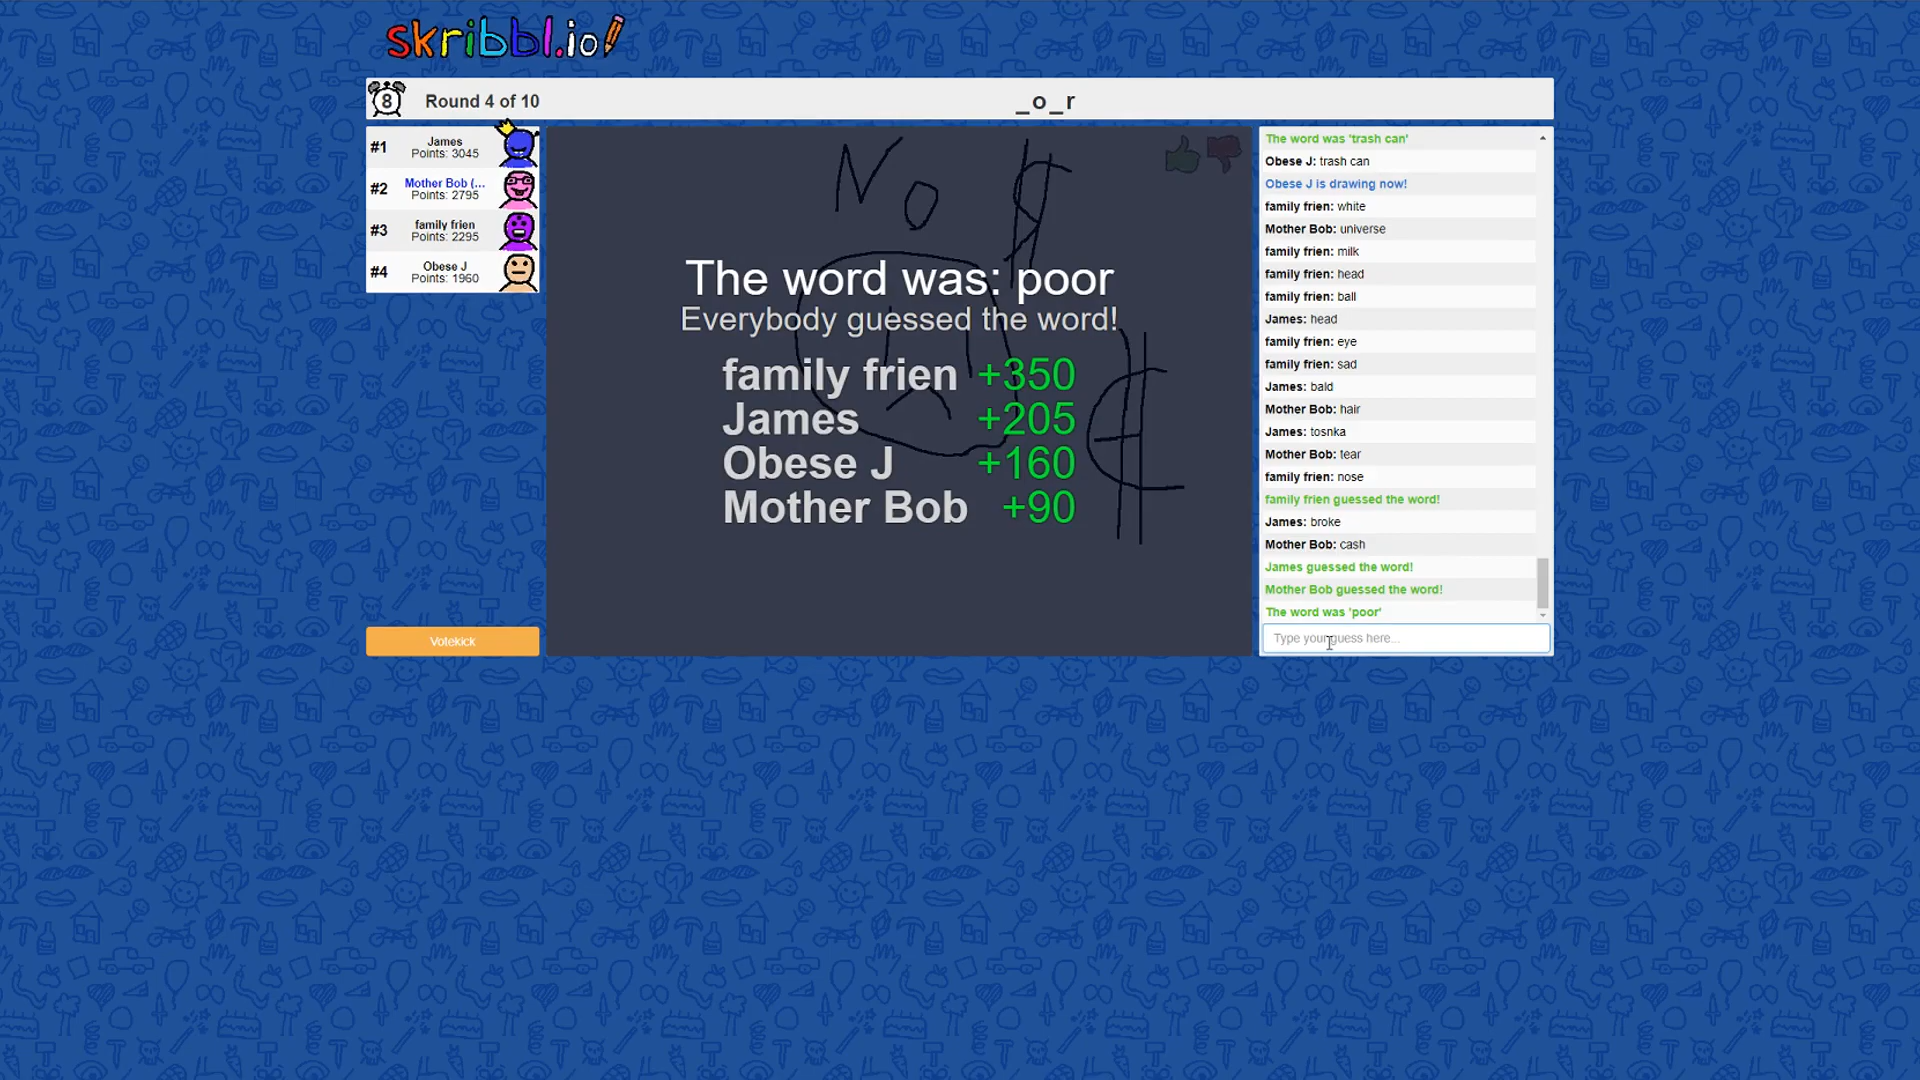 skribbl.io
8
Round 4 of 10
_o_r
#1
James
Points: 3045
#2
Mother Bob (...
Points: 2795
#3
family frien
Points: 2295
#4
Obese J
Points: 1960
Votekick
No $
The word was: poor
Everybody guessed the word!
family frien +350
James +205
Obese J +160
Mother Bob +90
The word was 'trash can'
Obese J: trash can
Obese J is drawing now!
family frien: white
Mother Bob: universe
family frien: milk
family frien: head
family frien: ball
James: head
family frien: eye
family frien: sad
James: bald
Mother Bob: hair
James: tosnka
Mother Bob: tear
family frien: nose
family frien guessed the word!
James: broke
Mother Bob: cash
James guessed the word!
Mother Bob guessed the word!
The word was 'poor'
Type your guess here...